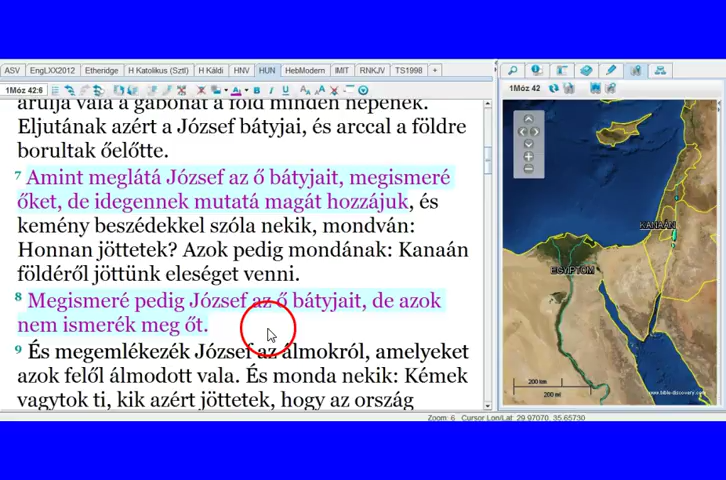 ASV EngLXX2012 Etheridge H Katolikus (Sztl) H Káldi HNV HUN HebModern IMIT RNKJV TS1998 +
1Móz 42:6
B I U
1Móz 42
árulja vala a gabonát a föld minden népének.
Eljutának azért a József bátyjai, és arccal a földre
borultak őelőtte.
7 Amint meglátá József az ő bátyjait, megismeré
őket, de idegennek mutatá magát hozzájuk, és
kemény beszédekkel szóla nekik, mondván:
Honnan jöttetek? Azok pedig mondának: Kanaán
földéről jöttünk eleséget venni.
8 Megismeré pedig József az ő bátyjait, de azok
nem ismerék meg őt.
9 És megemlékezék József az álmokról, amelyeket
azok felől álmodott vala. És monda nekik: Kémek
vagytok ti, kik azért jöttetek, hogy az ország
KANAÁN
EGYIPTOM
200 km
200 mi
www.bible-discovery.com
Zoom: 6 Cursor Lon/Lat: 29.97070, 35.65730